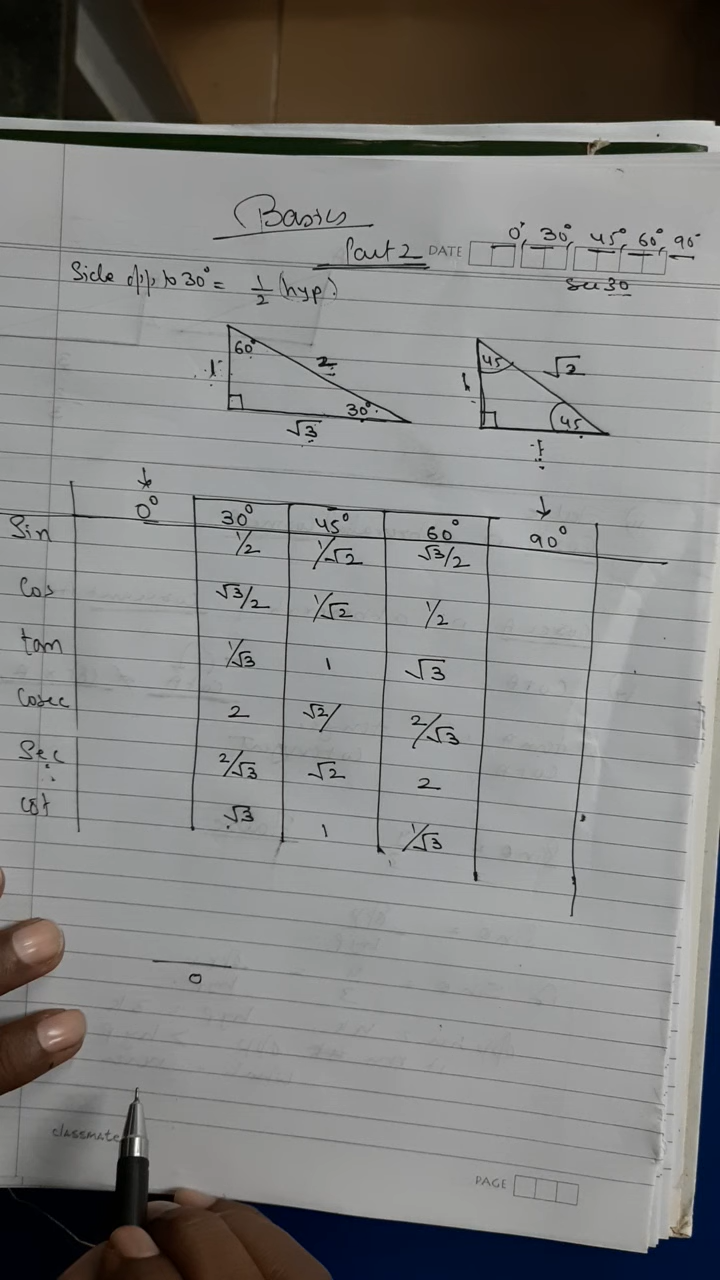 Basics
Part 2 DATE 0°, 30°, 45°, 60°, 90°
Side opp to 30° = 1/2 (hyp)
60° 2 1 30° √3
45 √2 1 45 1
0° 30° 45° 60° 90°
Sin 1/2 1/√2 √3/2
Cos √3/2 1/√2 1/2
tan 1/√3 1 √3
Cosec 2 √2/ 2/√3
Sec 2/√3 √2 2
cot √3 1 1/√3
0
classmate
PAGE